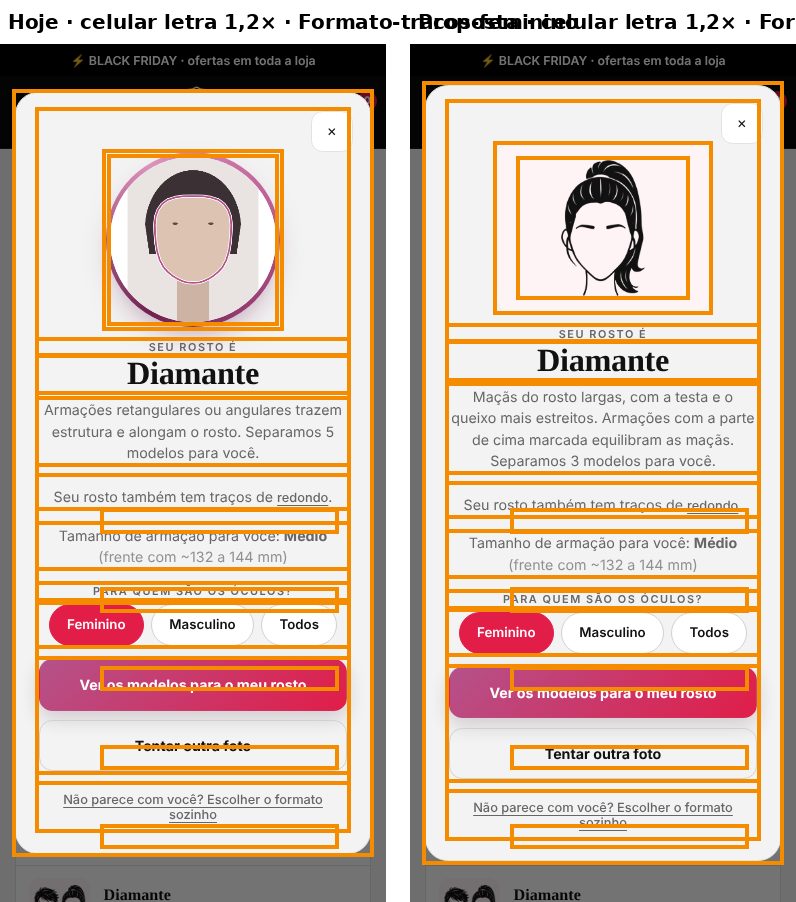 Hoje · celular letra 1,2× · Formato-
Proposta · celular letra 1,2× · For
⚡ BLACK FRIDAY · ofertas em toda a loja
×
SEU ROSTO É
Diamante
Armações retangulares ou angulares trazem
estrutura e alongam o rosto. Separamos 5
modelos para você.
Seu rosto também tem traços de redondo.
Tamanho de armação para você: Médio
(frente com ~132 a 144 mm)
PARA QUEM SÃO OS ÓCULOS?
Feminino Masculino Todos
Ver os modelos para o meu rosto
Tentar outra foto
Não parece com você? Escolher o formato
sozinho
Diamante
⚡ BLACK FRIDAY · ofertas em toda a loja
×
SEU ROSTO É
Diamante
Maçãs do rosto largas, com a testa e o
queixo mais estreitos. Armações com a parte
de cima marcada equilibram as maçãs.
Separamos 3 modelos para você.
Seu rosto também tem traços de redondo.
Tamanho de armação para você: Médio
(frente com ~132 a 144 mm)
PARA QUEM SÃO OS ÓCULOS?
Feminino Masculino Todos
Ver os modelos para o meu rosto
Tentar outra foto
Não parece com você? Escolher o formato
sozinho
Diamante